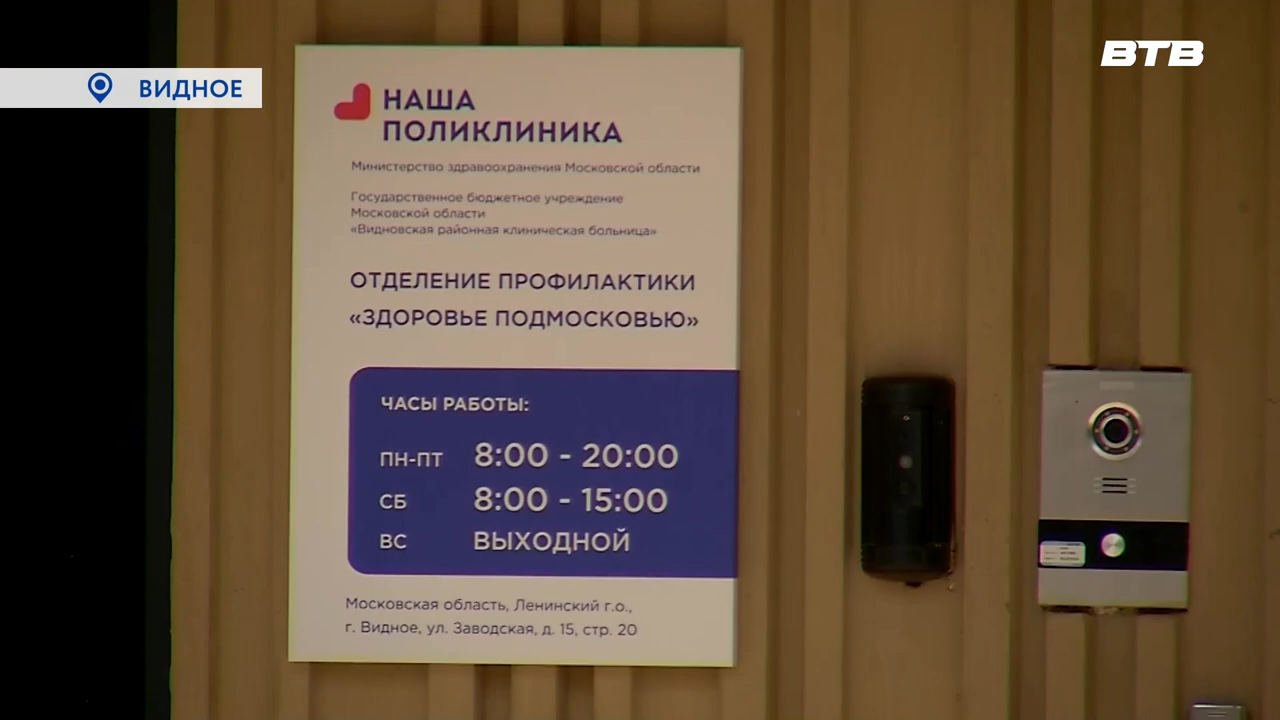 ВТВ
ВИДНОЕ
НАША
ПОЛИКЛИНИКА
Министерство здравоохранения Московской области
Государственное бюджетное учреждение
Московской области
«Видновская районная клиническая больница»
ОТДЕЛЕНИЕ ПРОФИЛАКТИКИ
«ЗДОРОВЬЕ ПОДМОСКОВЬЮ»
ЧАСЫ РАБОТЫ:
ПН-ПТ 8:00 - 20:00
СБ 8:00 - 15:00
ВС ВЫХОДНОЙ
Московская область, Ленинский г.о.,
г. Видное, ул. Заводская, д. 15, стр. 20